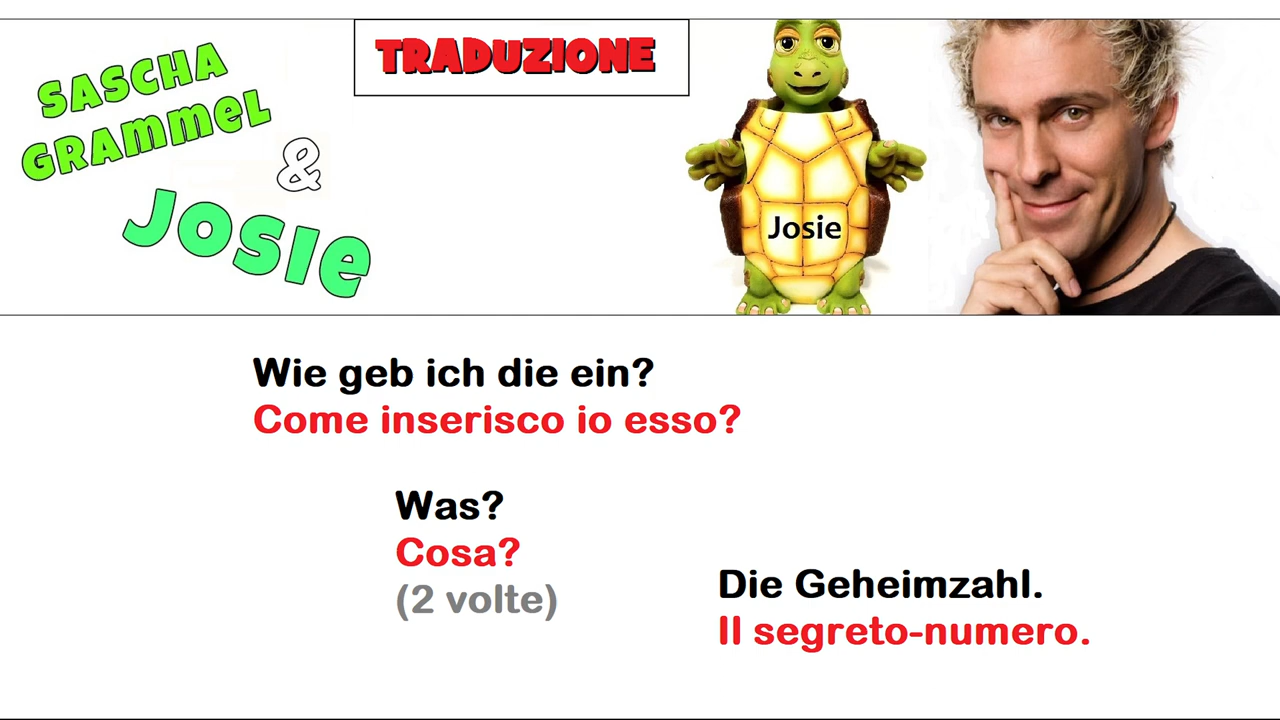 SASCHA
GRAMMEL
&
JOSIE
TRADUZIONE
Josie
Wie geb ich die ein?
Come inserisco io esso?
Was?
Cosa?
(2 volte)
Die Geheimzahl.
Il segreto-numero.